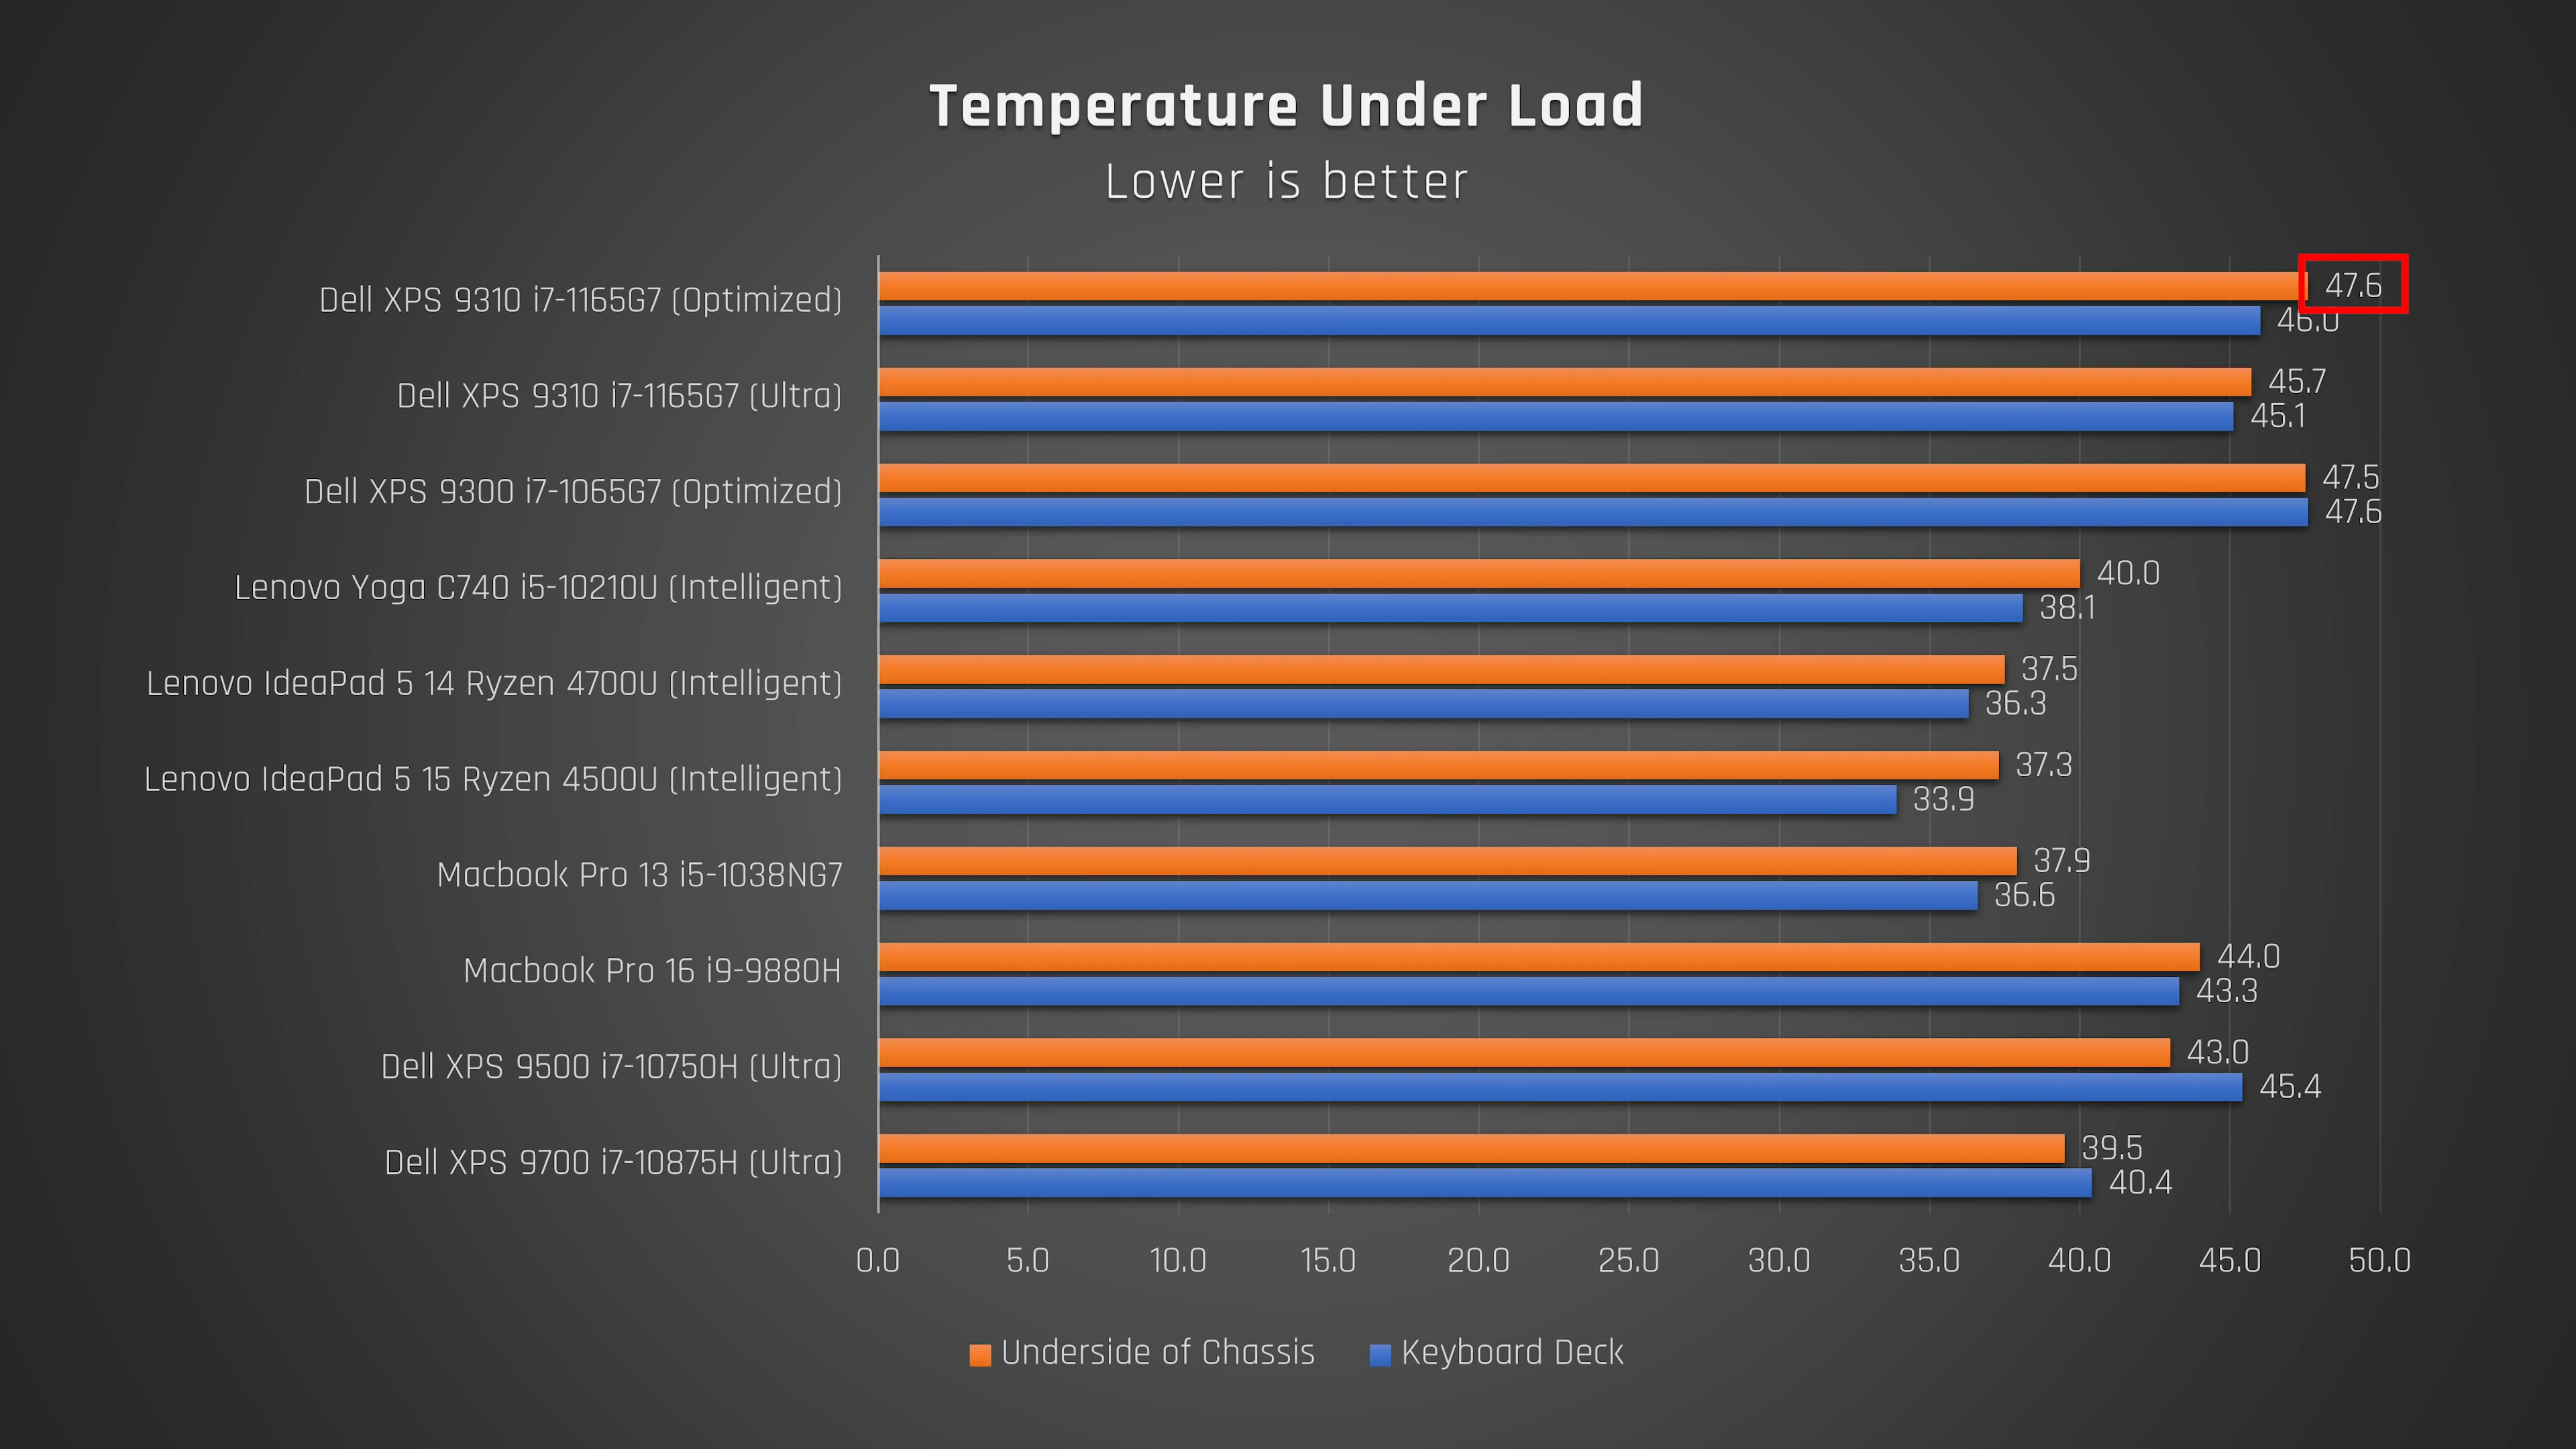 Temperature Under Load
Lower is better
Dell XPS 9310 i7-1165G7 (Optimized)
47.6
46.0
Dell XPS 9310 i7-1165G7 (Ultra)
45.7
45.1
Dell XPS 9300 i7-1065G7 (Optimized)
47.5
47.6
Lenovo Yoga C740 i5-10210U (Intelligent)
40.0
38.1
Lenovo IdeaPad 5 14 Ryzen 4700U (Intelligent)
37.5
36.3
Lenovo IdeaPad 5 15 Ryzen 4500U (Intelligent)
37.3
33.9
Macbook Pro 13 i5-1038NG7
37.9
36.6
Macbook Pro 16 i9-9880H
44.0
43.3
Dell XPS 9500 i7-10750H (Ultra)
43.0
45.4
Dell XPS 9700 i7-10875H (Ultra)
39.5
40.4
0.0 5.0 10.0 15.0 20.0 25.0 30.0 35.0 40.0 45.0 50.0
Underside of Chassis Keyboard Deck